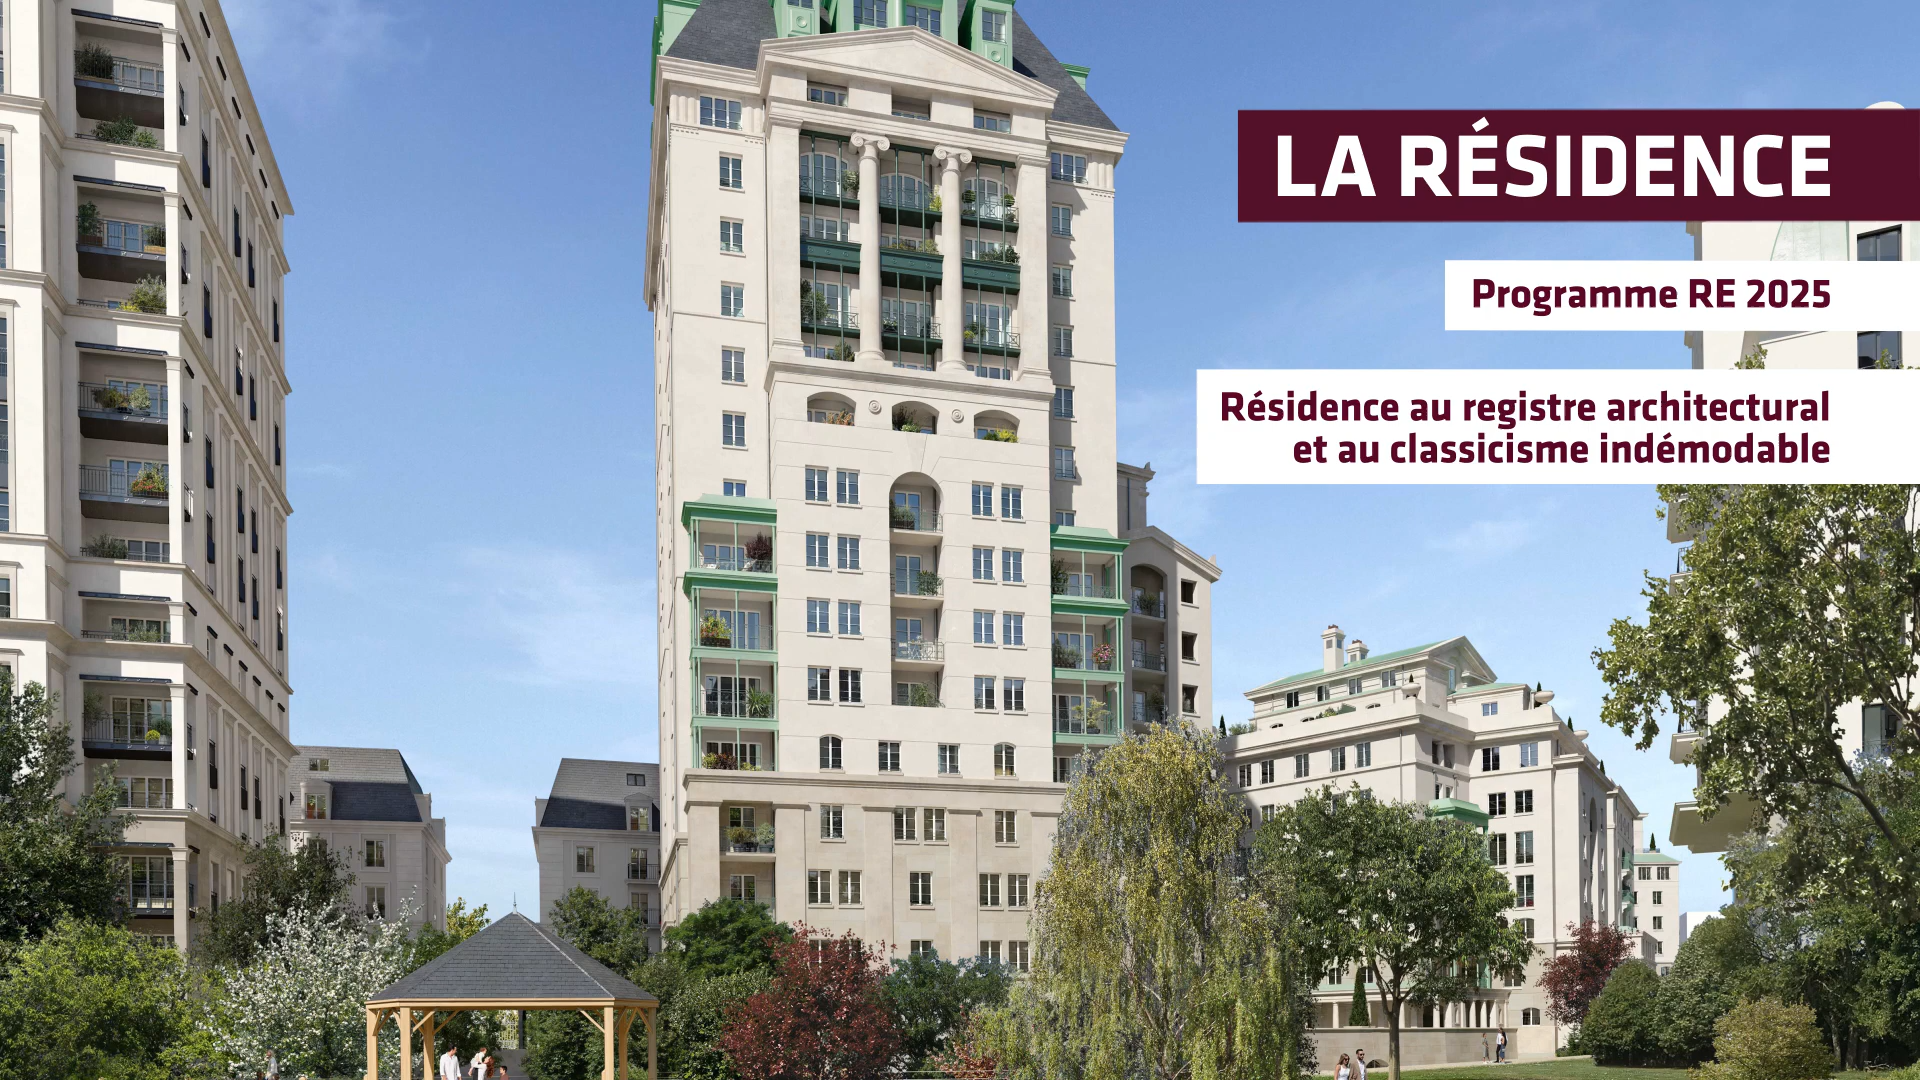 LA RÉSIDENCE
Programme RE 2025
Résidence au registre architectural
et au classicisme indémodable